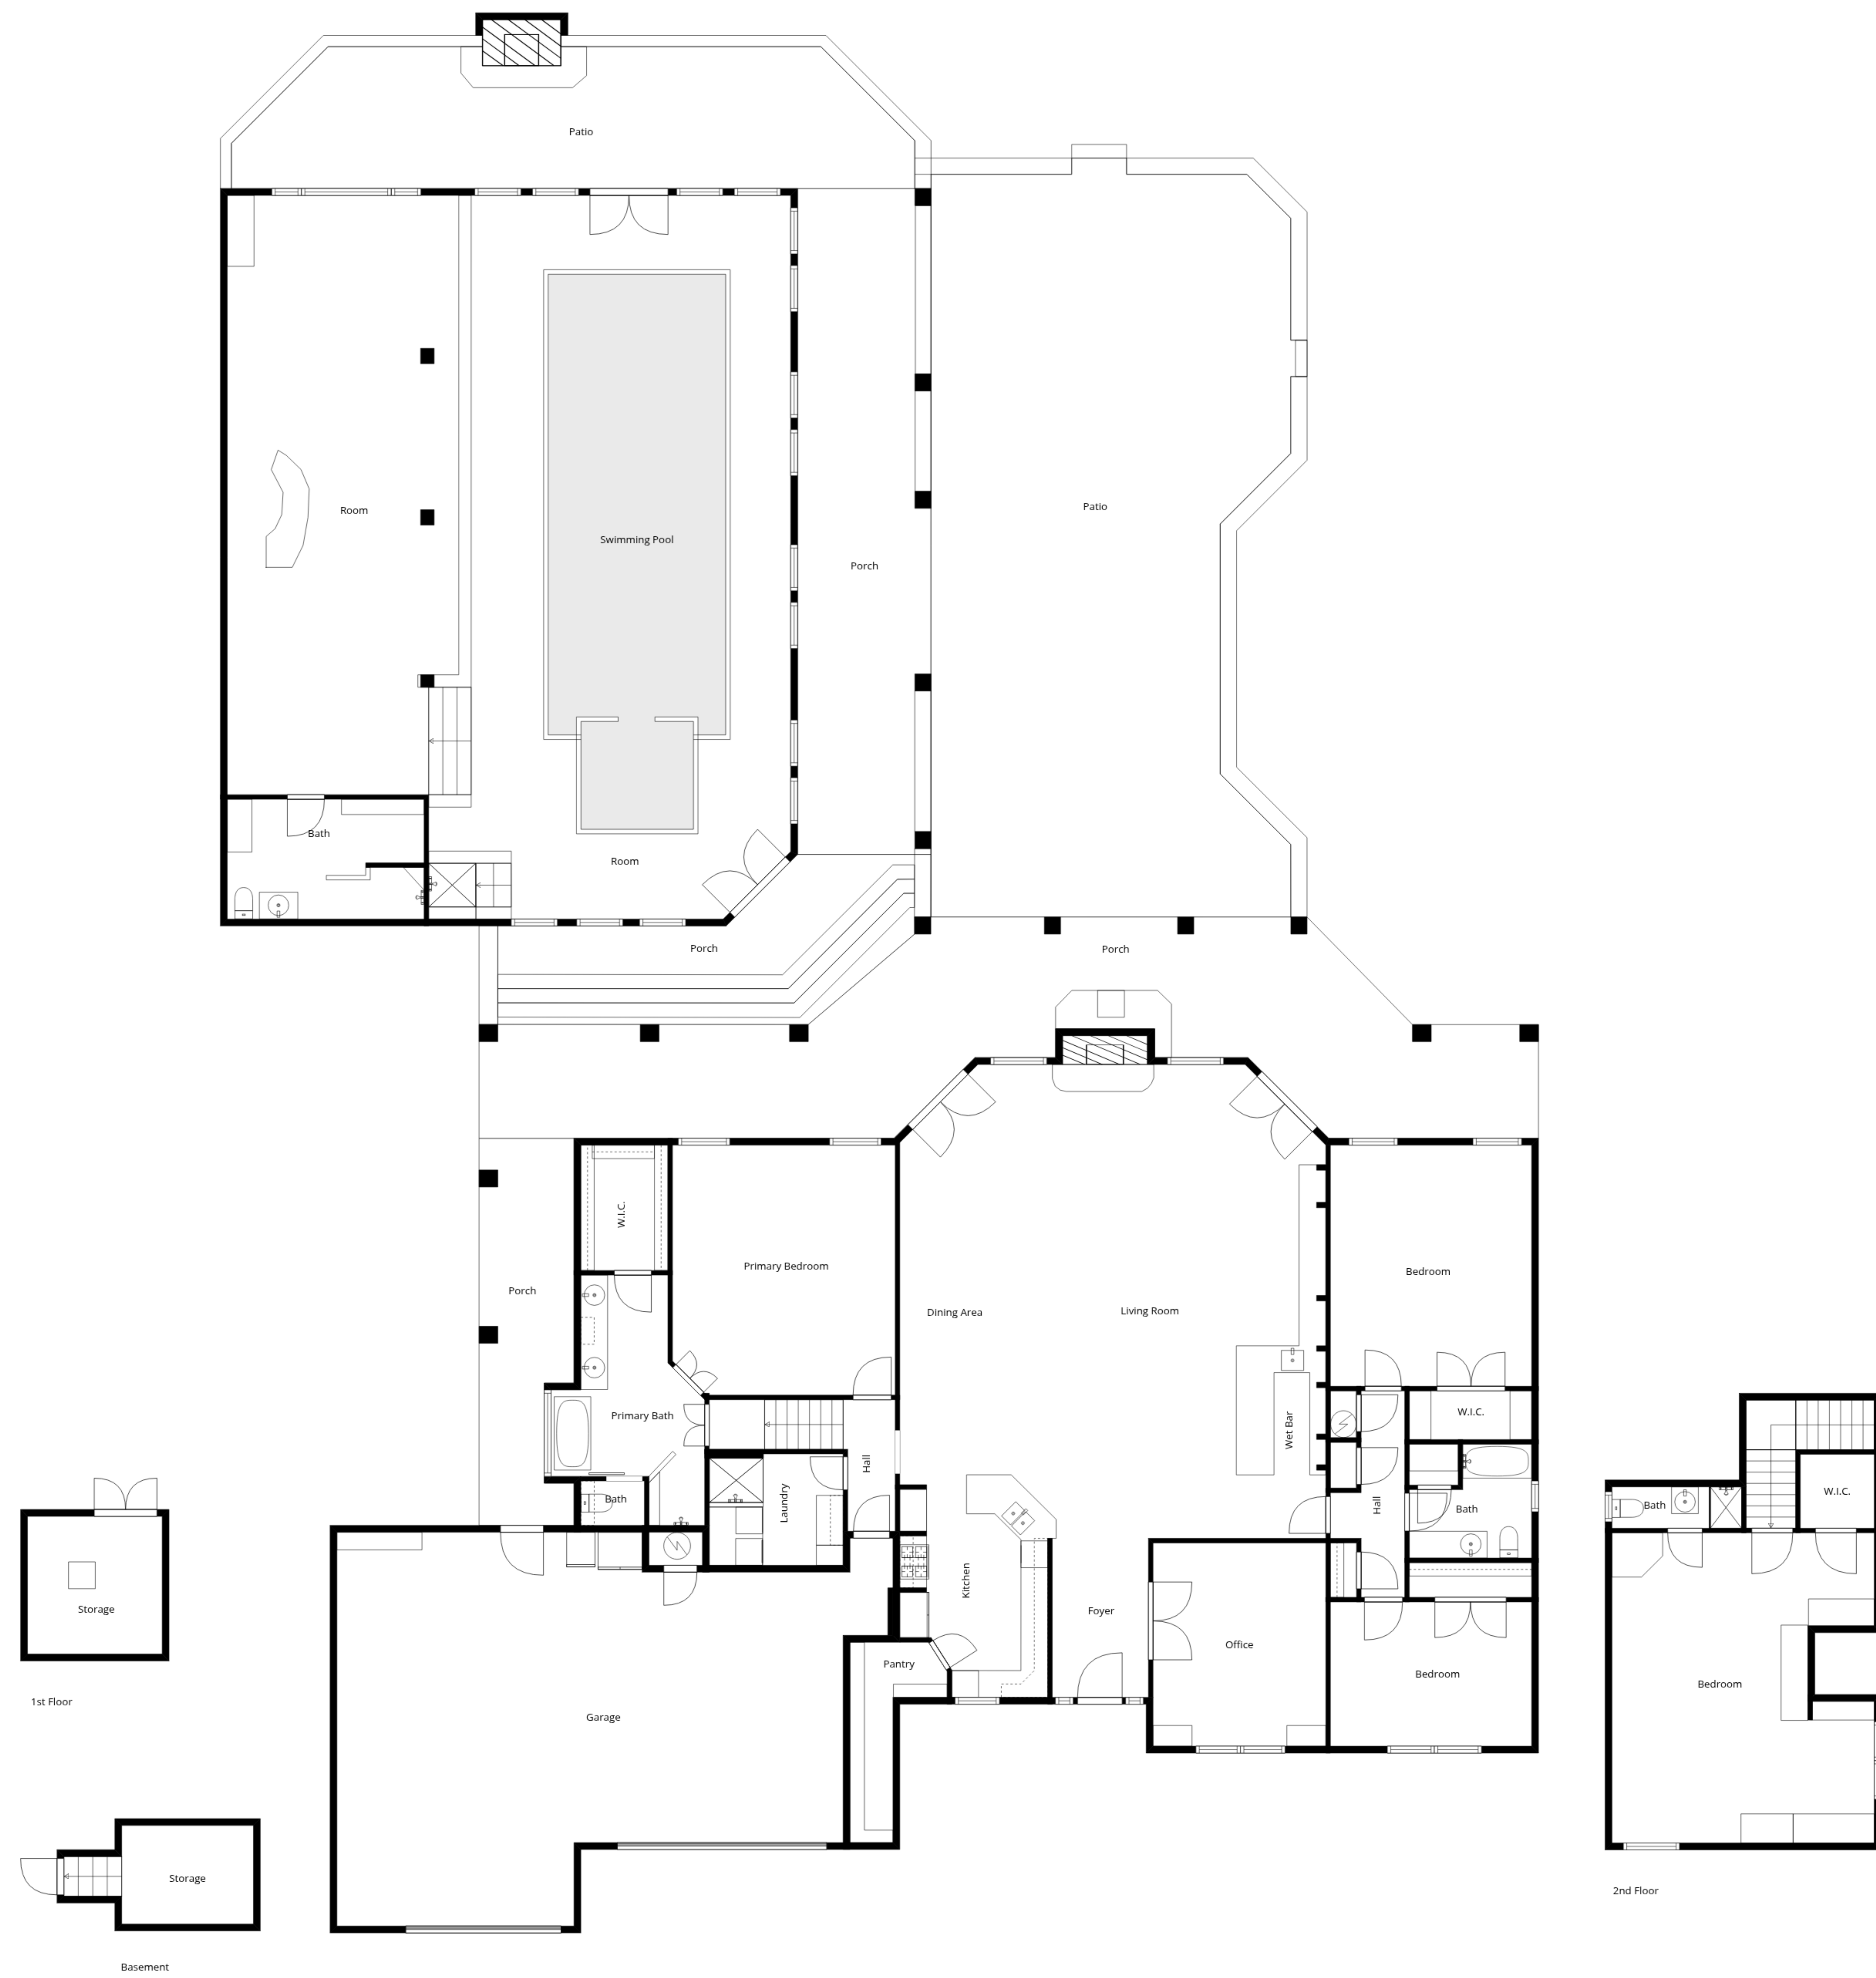 Patio
Room
Swimming Pool
Patio
Porch
Bath
Room
Porch
Porch
W.I.C.
Primary Bedroom
Bedroom
Porch
Dining Area
Living Room
Primary Bath
W.I.C.
Wet Bar
Hall
Bath
Laundry
Hall
Bath
W.I.C.
Bath
Kitchen
Storage
Foyer
Office
Pantry
Bedroom
Bedroom
1st Floor
Garage
Storage
2nd Floor
Basement